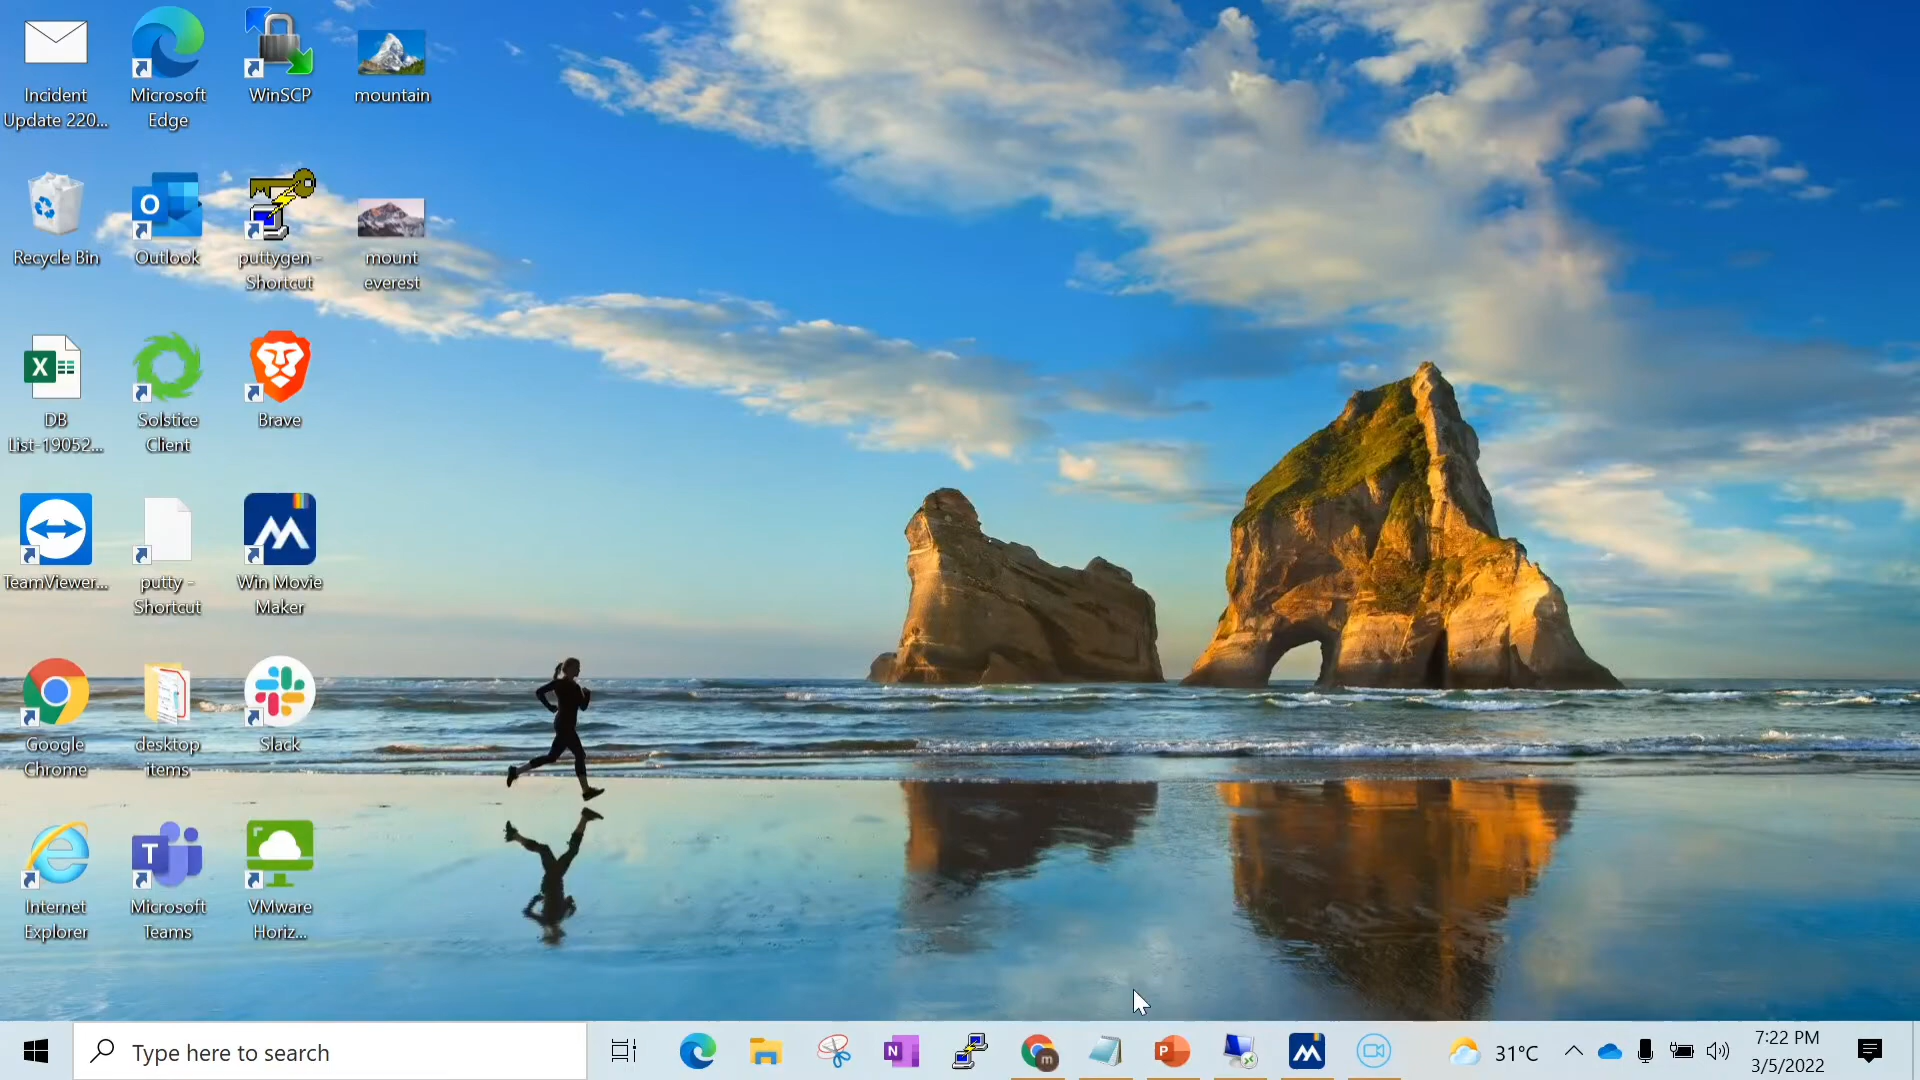 Incident
Update 220...
Microsoft
Edge
WinSCP
mountain
Recycle Bin
Outlook
puttygen -
Shortcut
mount
everest
DB
List-19052...
Solstice
Client
Brave
TeamViewer...
putty -
Shortcut
Win Movie
Maker
Google
Chrome
desktop
items
Slack
Internet
Explorer
Microsoft
Teams
VMware
Horiz...
Type here to search
31°C
7:22 PM
3/5/2022